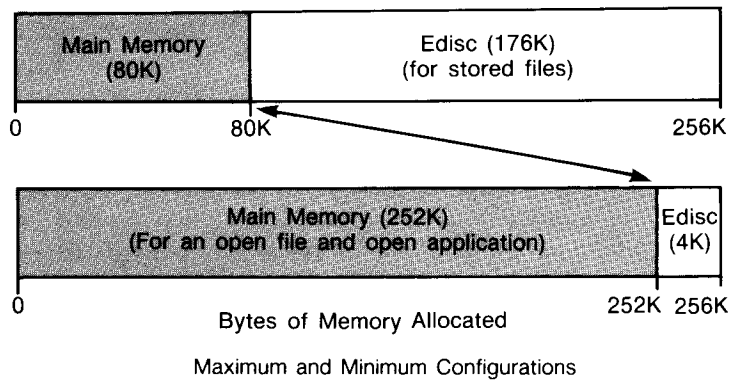 Main Memory
(80K)
Edisc (176K)
(for stored files)
0
80K
256K
Main Memory (252K)
(For an open file and open application)
Edisc
(4K)
0
252K
256K
Bytes of Memory Allocated
Maximum and Minimum Configurations